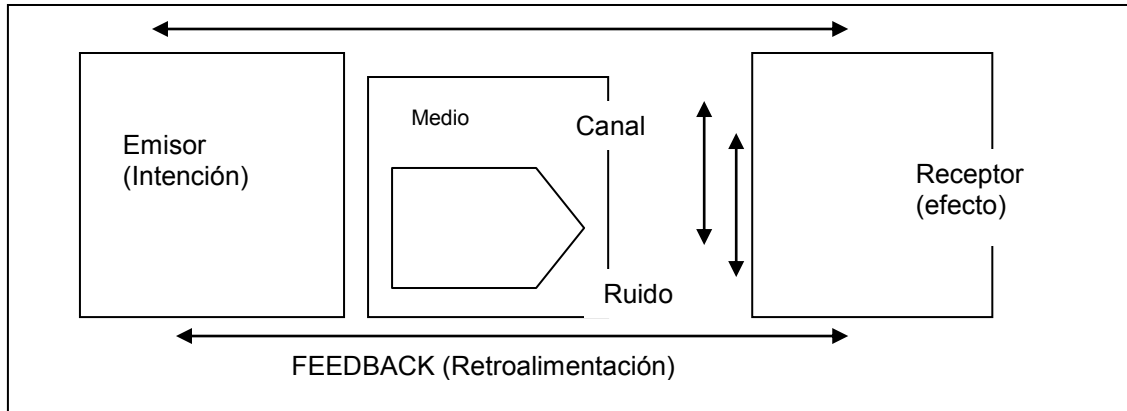 Emisor
(Intención)
Medio
Canal
Ruido
Receptor
(efecto)
FEEDBACK (Retroalimentación)